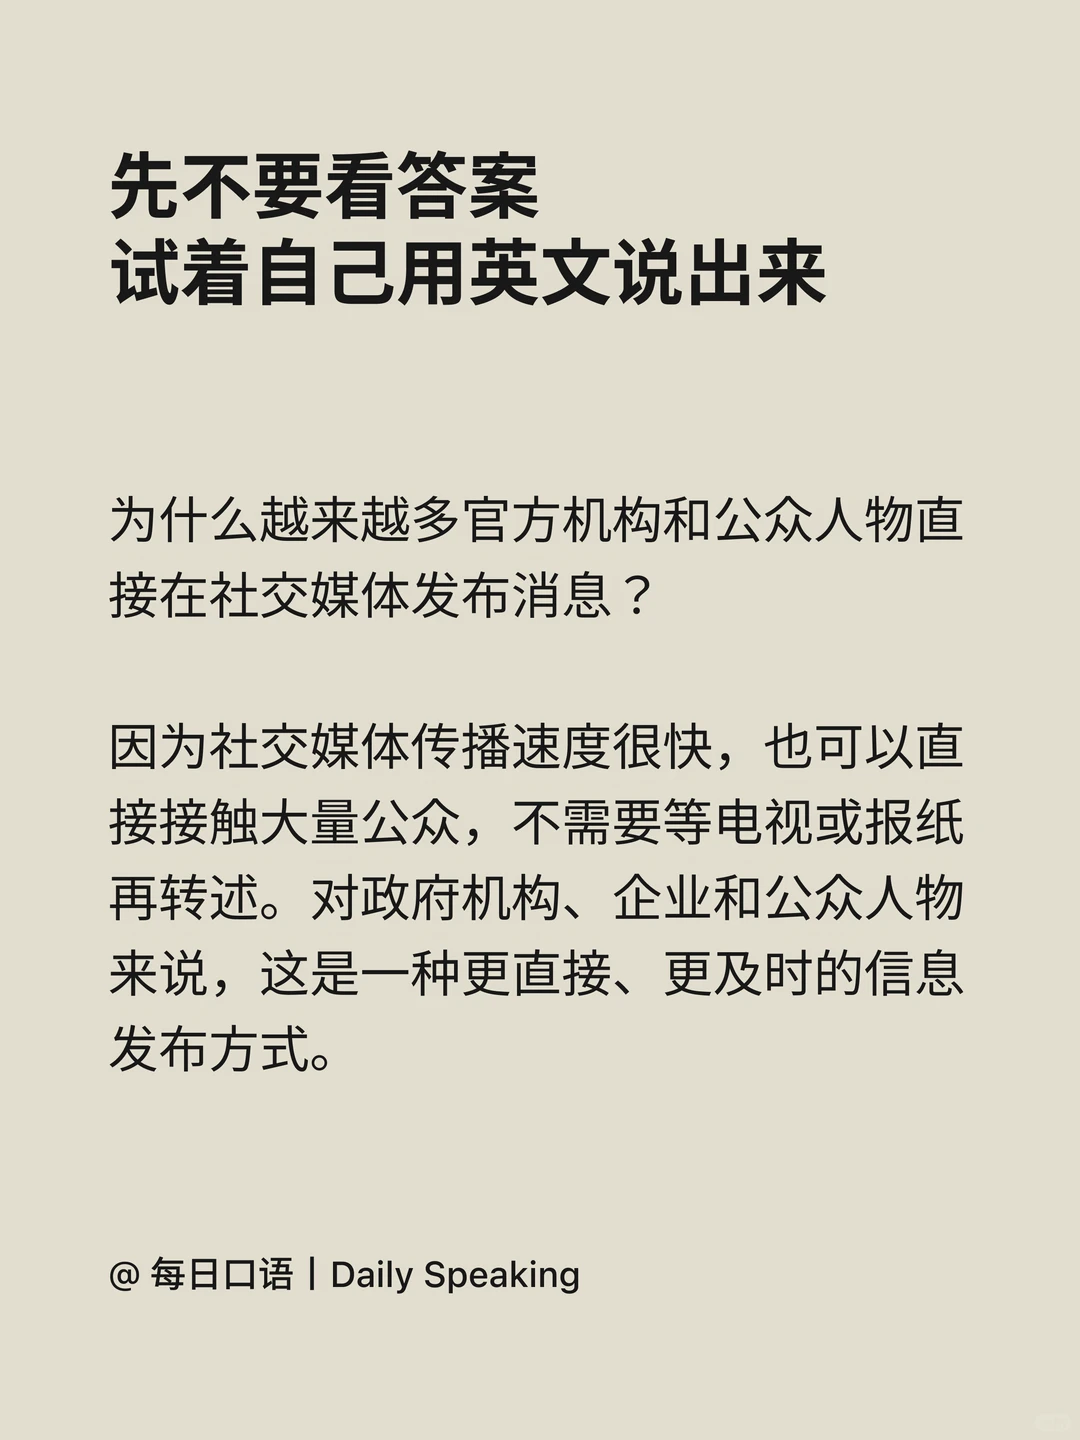 先不要看答案
试着自己用英文说出来
为什么越来越多官方机构和公众人物直
接在社交媒体发布消息？
因为社交媒体传播速度很快，也可以直
接接触大量公众，不需要等电视或报纸
再转述。对政府机构、企业和公众人物
来说，这是一种更直接、更及时的信息
发布方式。
@ 每日口语｜Daily Speaking